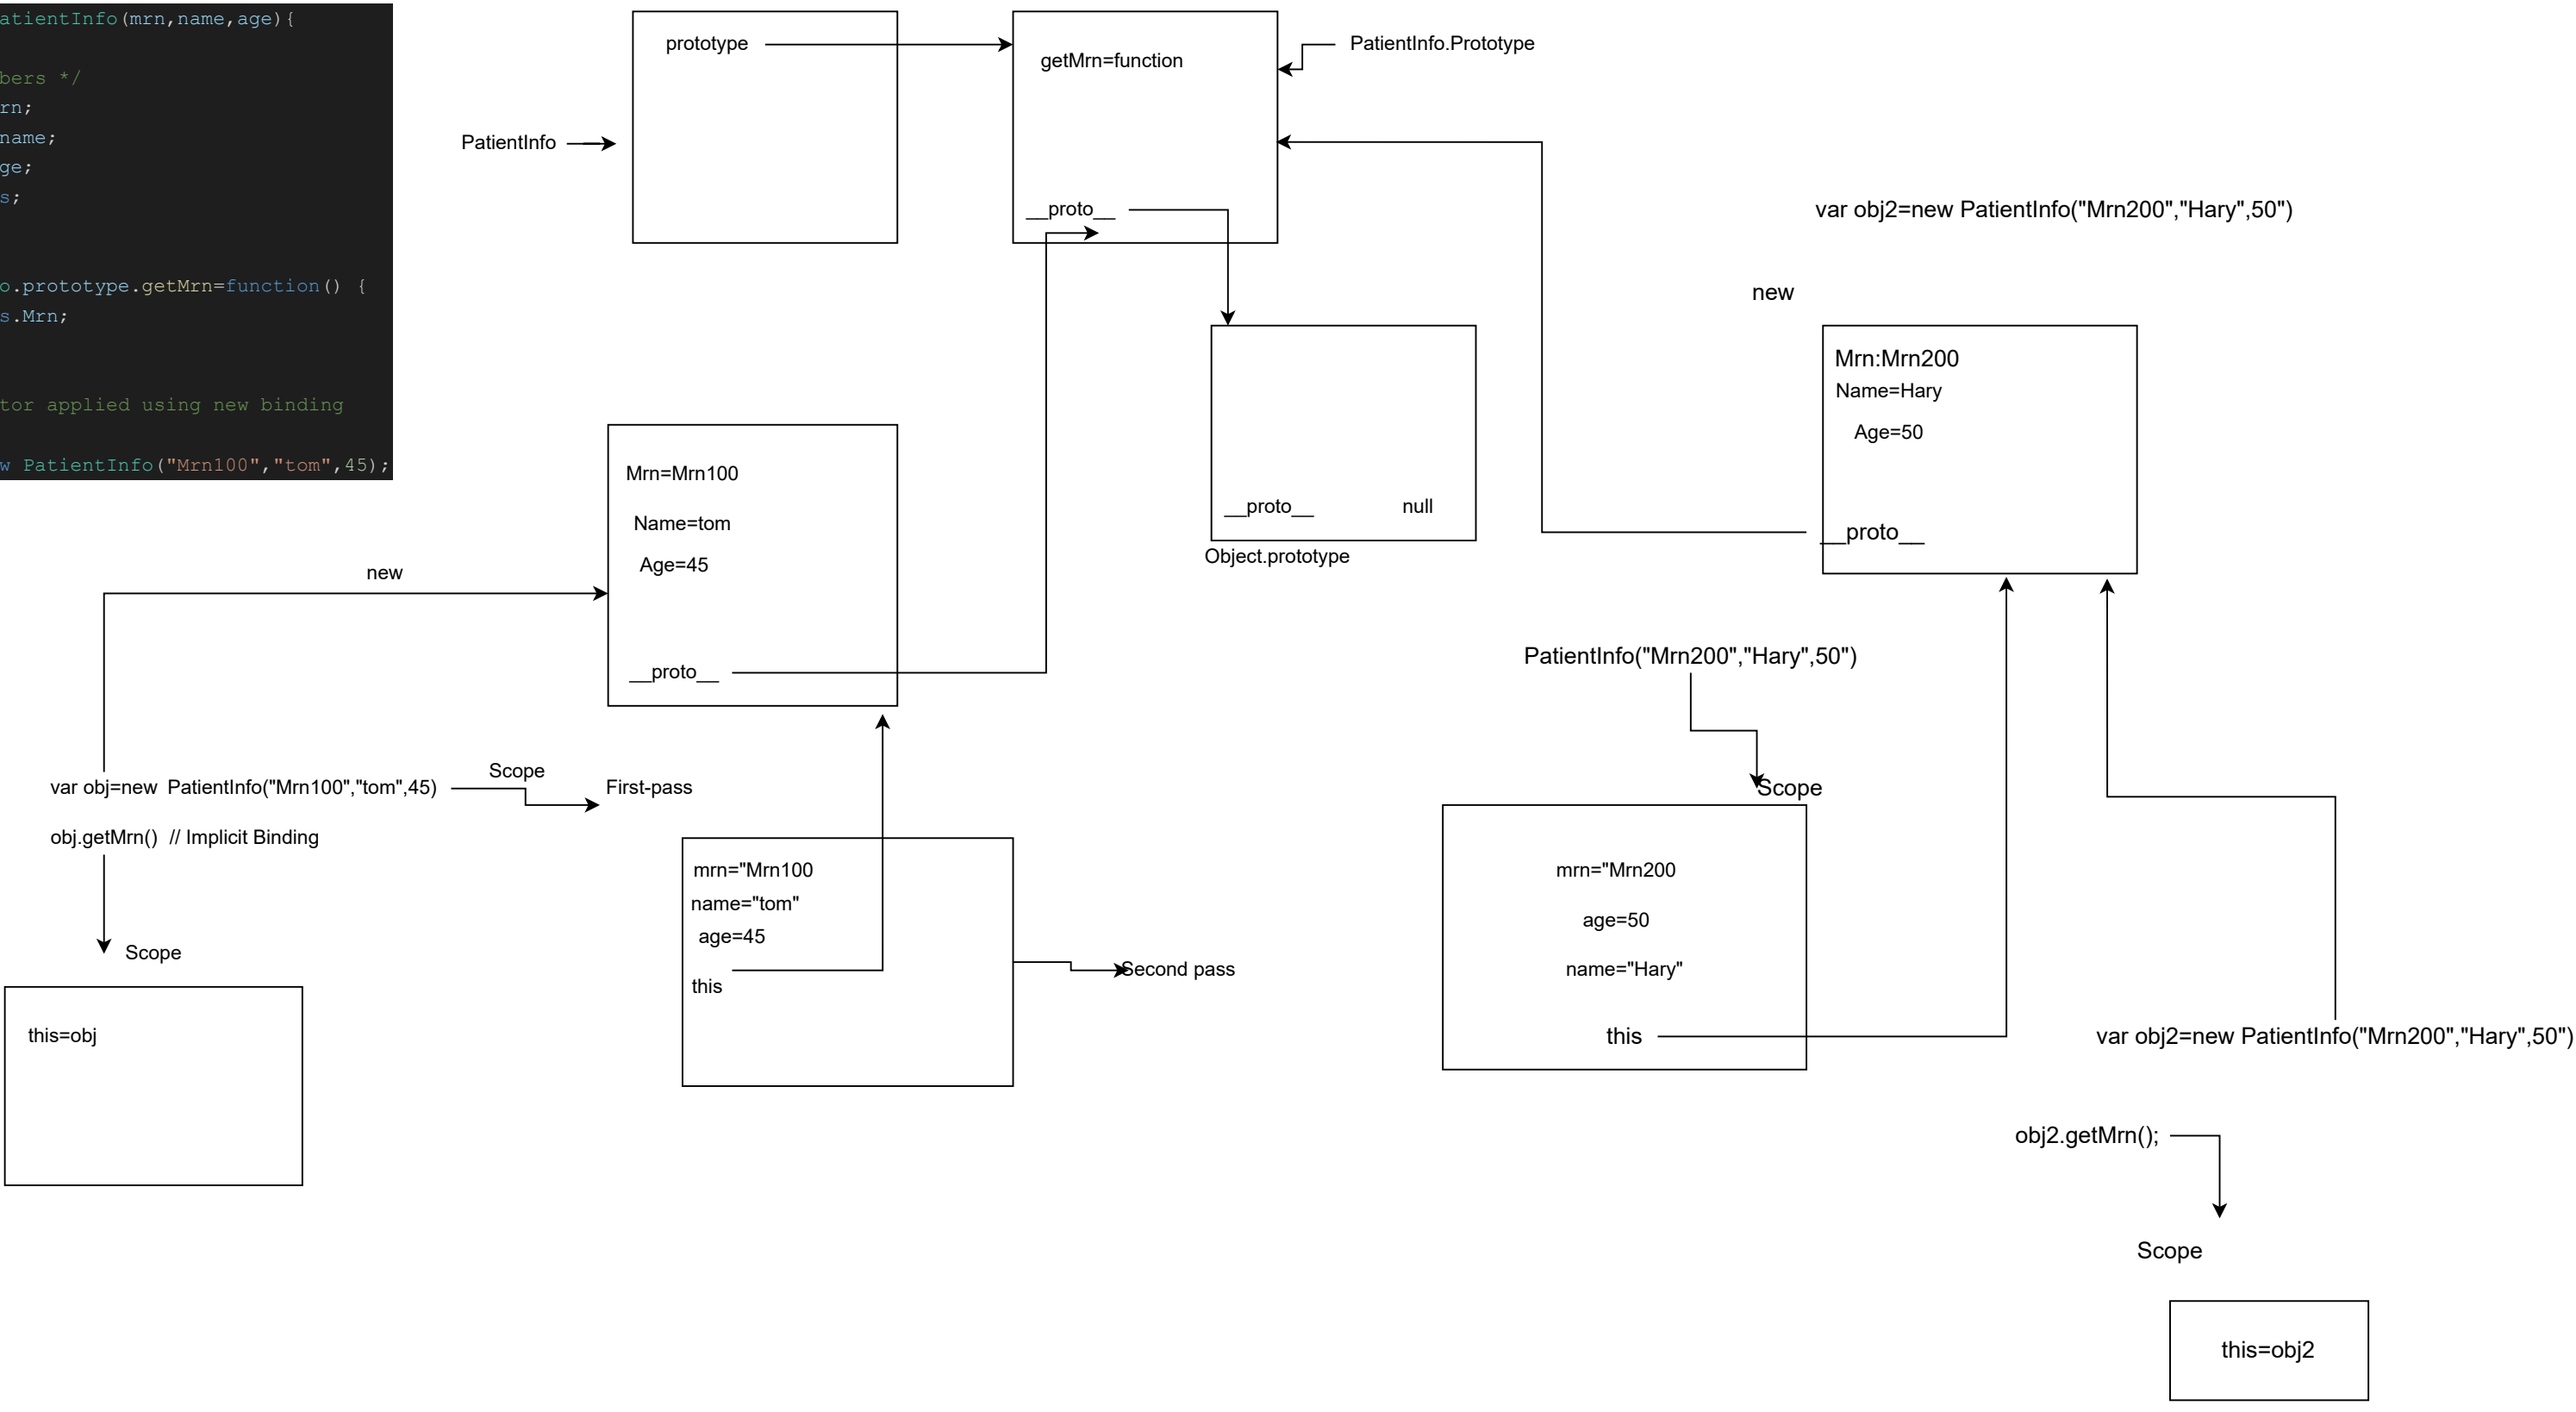 atientInfo(mrn,name,age){
bers */
rn;
name;
ge;
s;
o.prototype.getMrn=function() {
s.Mrn;
tor applied using new binding
w PatientInfo("Mrn100","tom",45);
prototype
PatientInfo
getMrn=function
__proto__
PatientInfo.Prototype
var obj2=new PatientInfo("Mrn200","Hary",50")
new
Mrn:Mrn200
Name=Hary
Age=50
__proto__
__proto__ null
Object.prototype
Mrn=Mrn100
Name=tom
Age=45
__proto__
new
var obj=new PatientInfo("Mrn100","tom",45)
Scope
First-pass
obj.getMrn() // Implicit Binding
Scope
this=obj
mrn="Mrn100
name="tom"
age=45
this
Second pass
PatientInfo("Mrn200","Hary",50")
Scope
mrn="Mrn200
age=50
name="Hary"
this
var obj2=new PatientInfo("Mrn200","Hary",50")
obj2.getMrn();
Scope
this=obj2